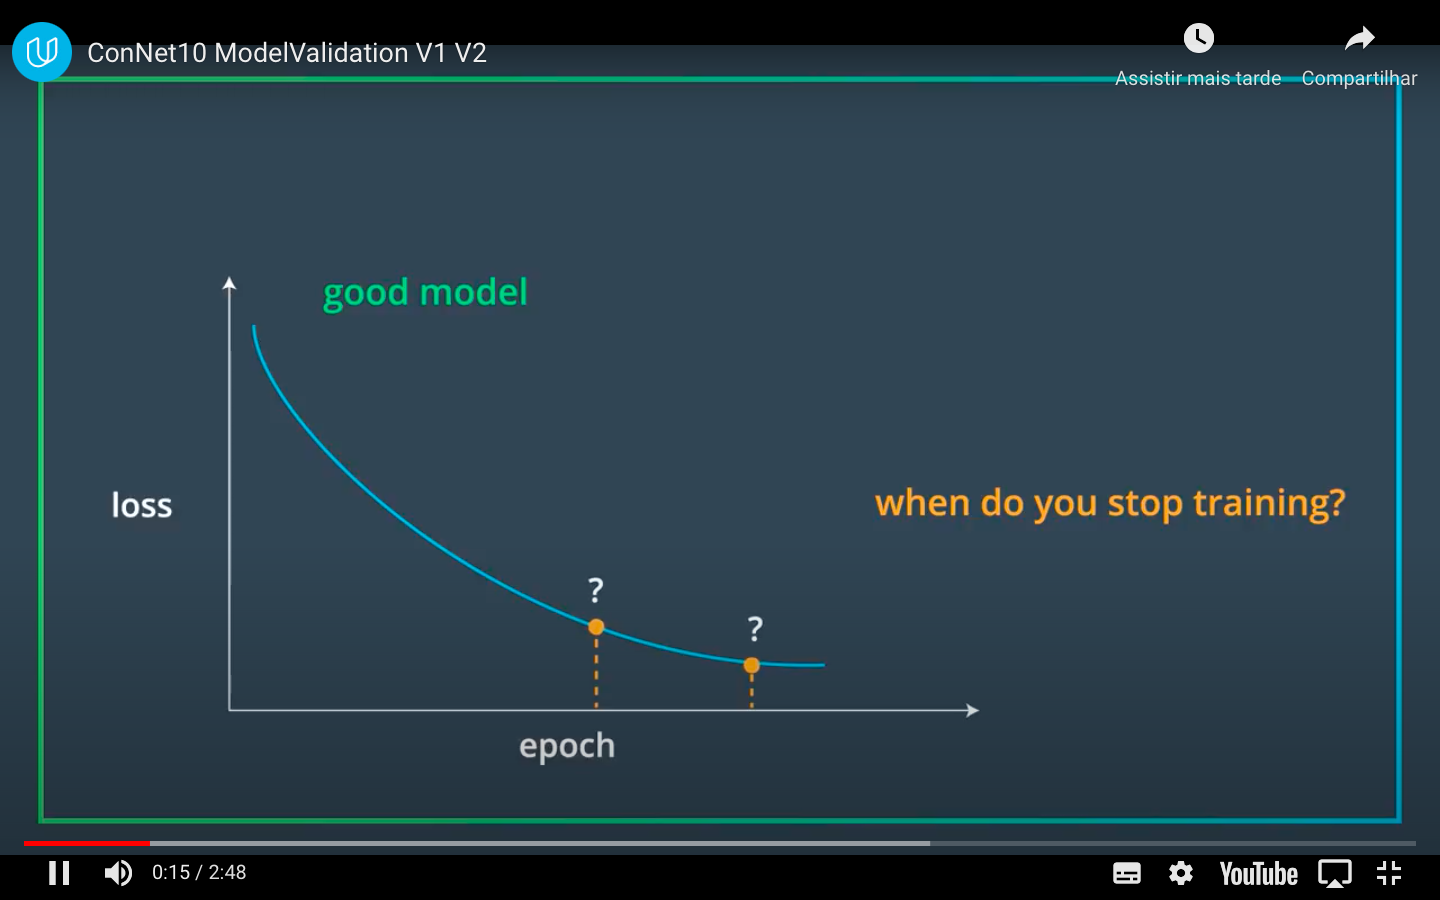 ConNet10 ModelValidation V1 V2
Assistir mais tarde
Compartilhar
good model
loss
when do you stop training?
?
?
epoch
0:15 / 2:48
YouTube